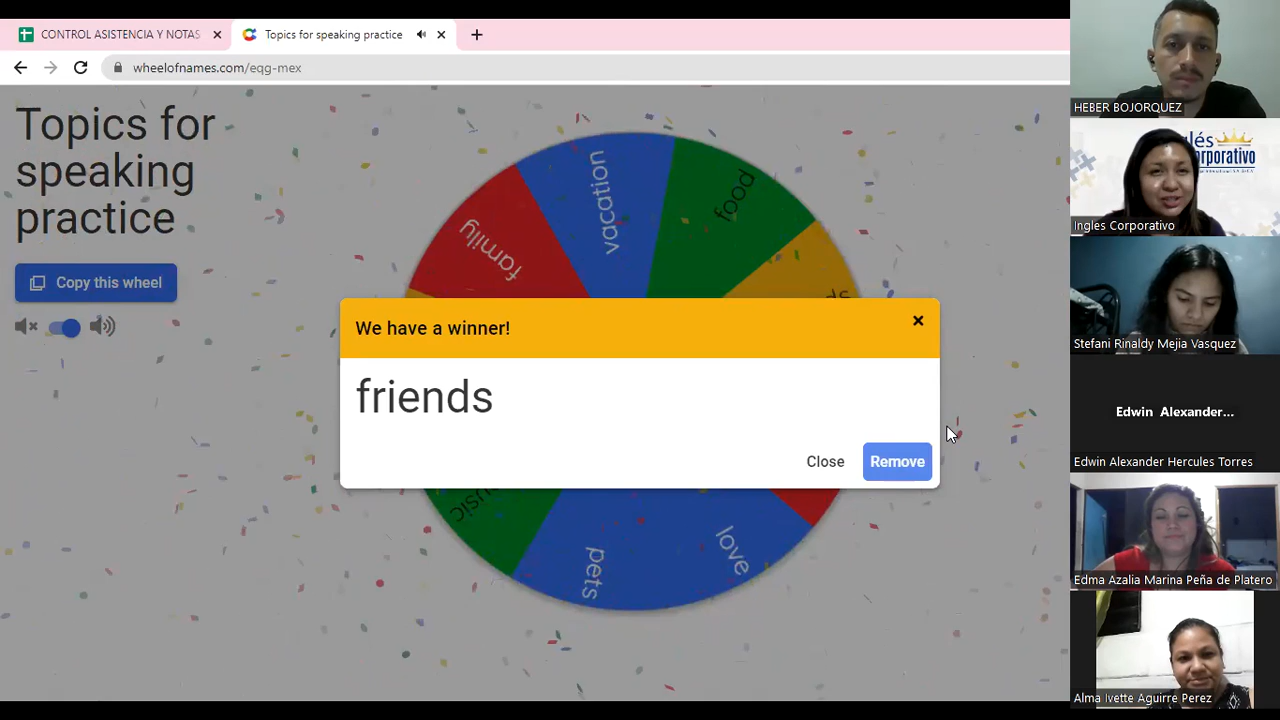 CONTROL ASISTENCIA Y NOTAS
Topics for speaking practice
wheelofnames.com/eqg-mex
Topics for
speaking
practice
Copy this wheel
family
vacation
food
We have a winner!
friends
Close
Remove
pets
love
HEBER BOJORQUEZ
Ingles Corporativo
Stefani Rinaldy Mejia Vasquez
Edwin Alexander...
Edwin Alexander Hercules Torres
Edma Azalia Marina Peña de Platero
Alma Ivette Aguirre Perez